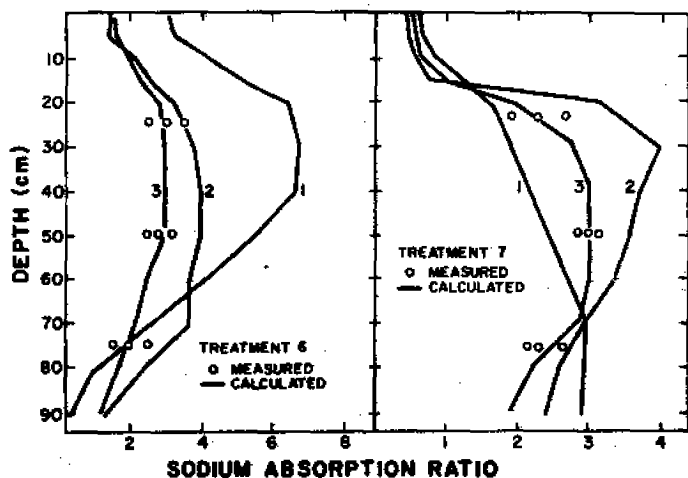 10
20
30
40
50
60
70
80
90
DEPTH (cm)
3
2
1
TREATMENT 6
MEASURED
CALCULATED
2
4
6
8
1
3
2
TREATMENT 7
MEASURED
CALCULATED
1
2
3
4
SODIUM ABSORPTION RATIO